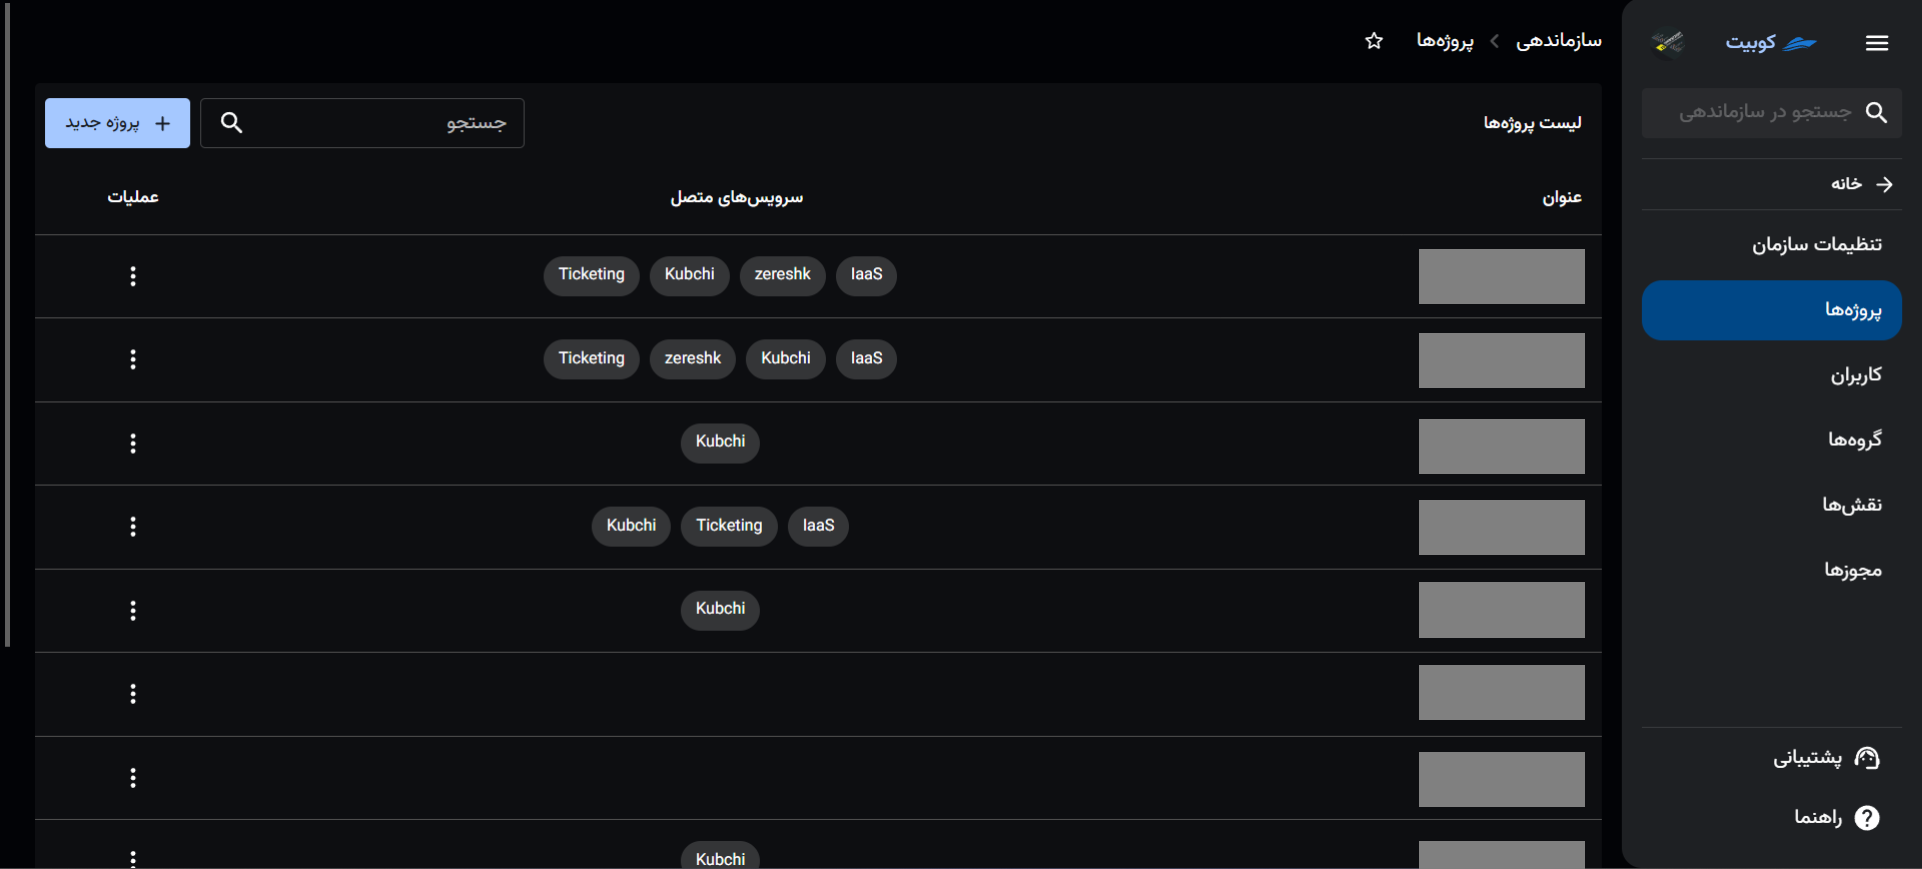 کوبیت
جستجو در سازماندهی
خانه
تنظیمات سازمان
پروژه‌ها
کاربران
گروه‌ها
نقش‌ها
مجوزها
پشتیبانی
راهنما
سازماندهی پروژه‌ها
لیست پروژه‌ها
جستجو
پروژه جدید
عنوان سرویس‌های متصل عملیات
IaaS zereshk Kubchi Ticketing
IaaS Kubchi zereshk Ticketing
Kubchi
IaaS Ticketing Kubchi
Kubchi
Kubchi